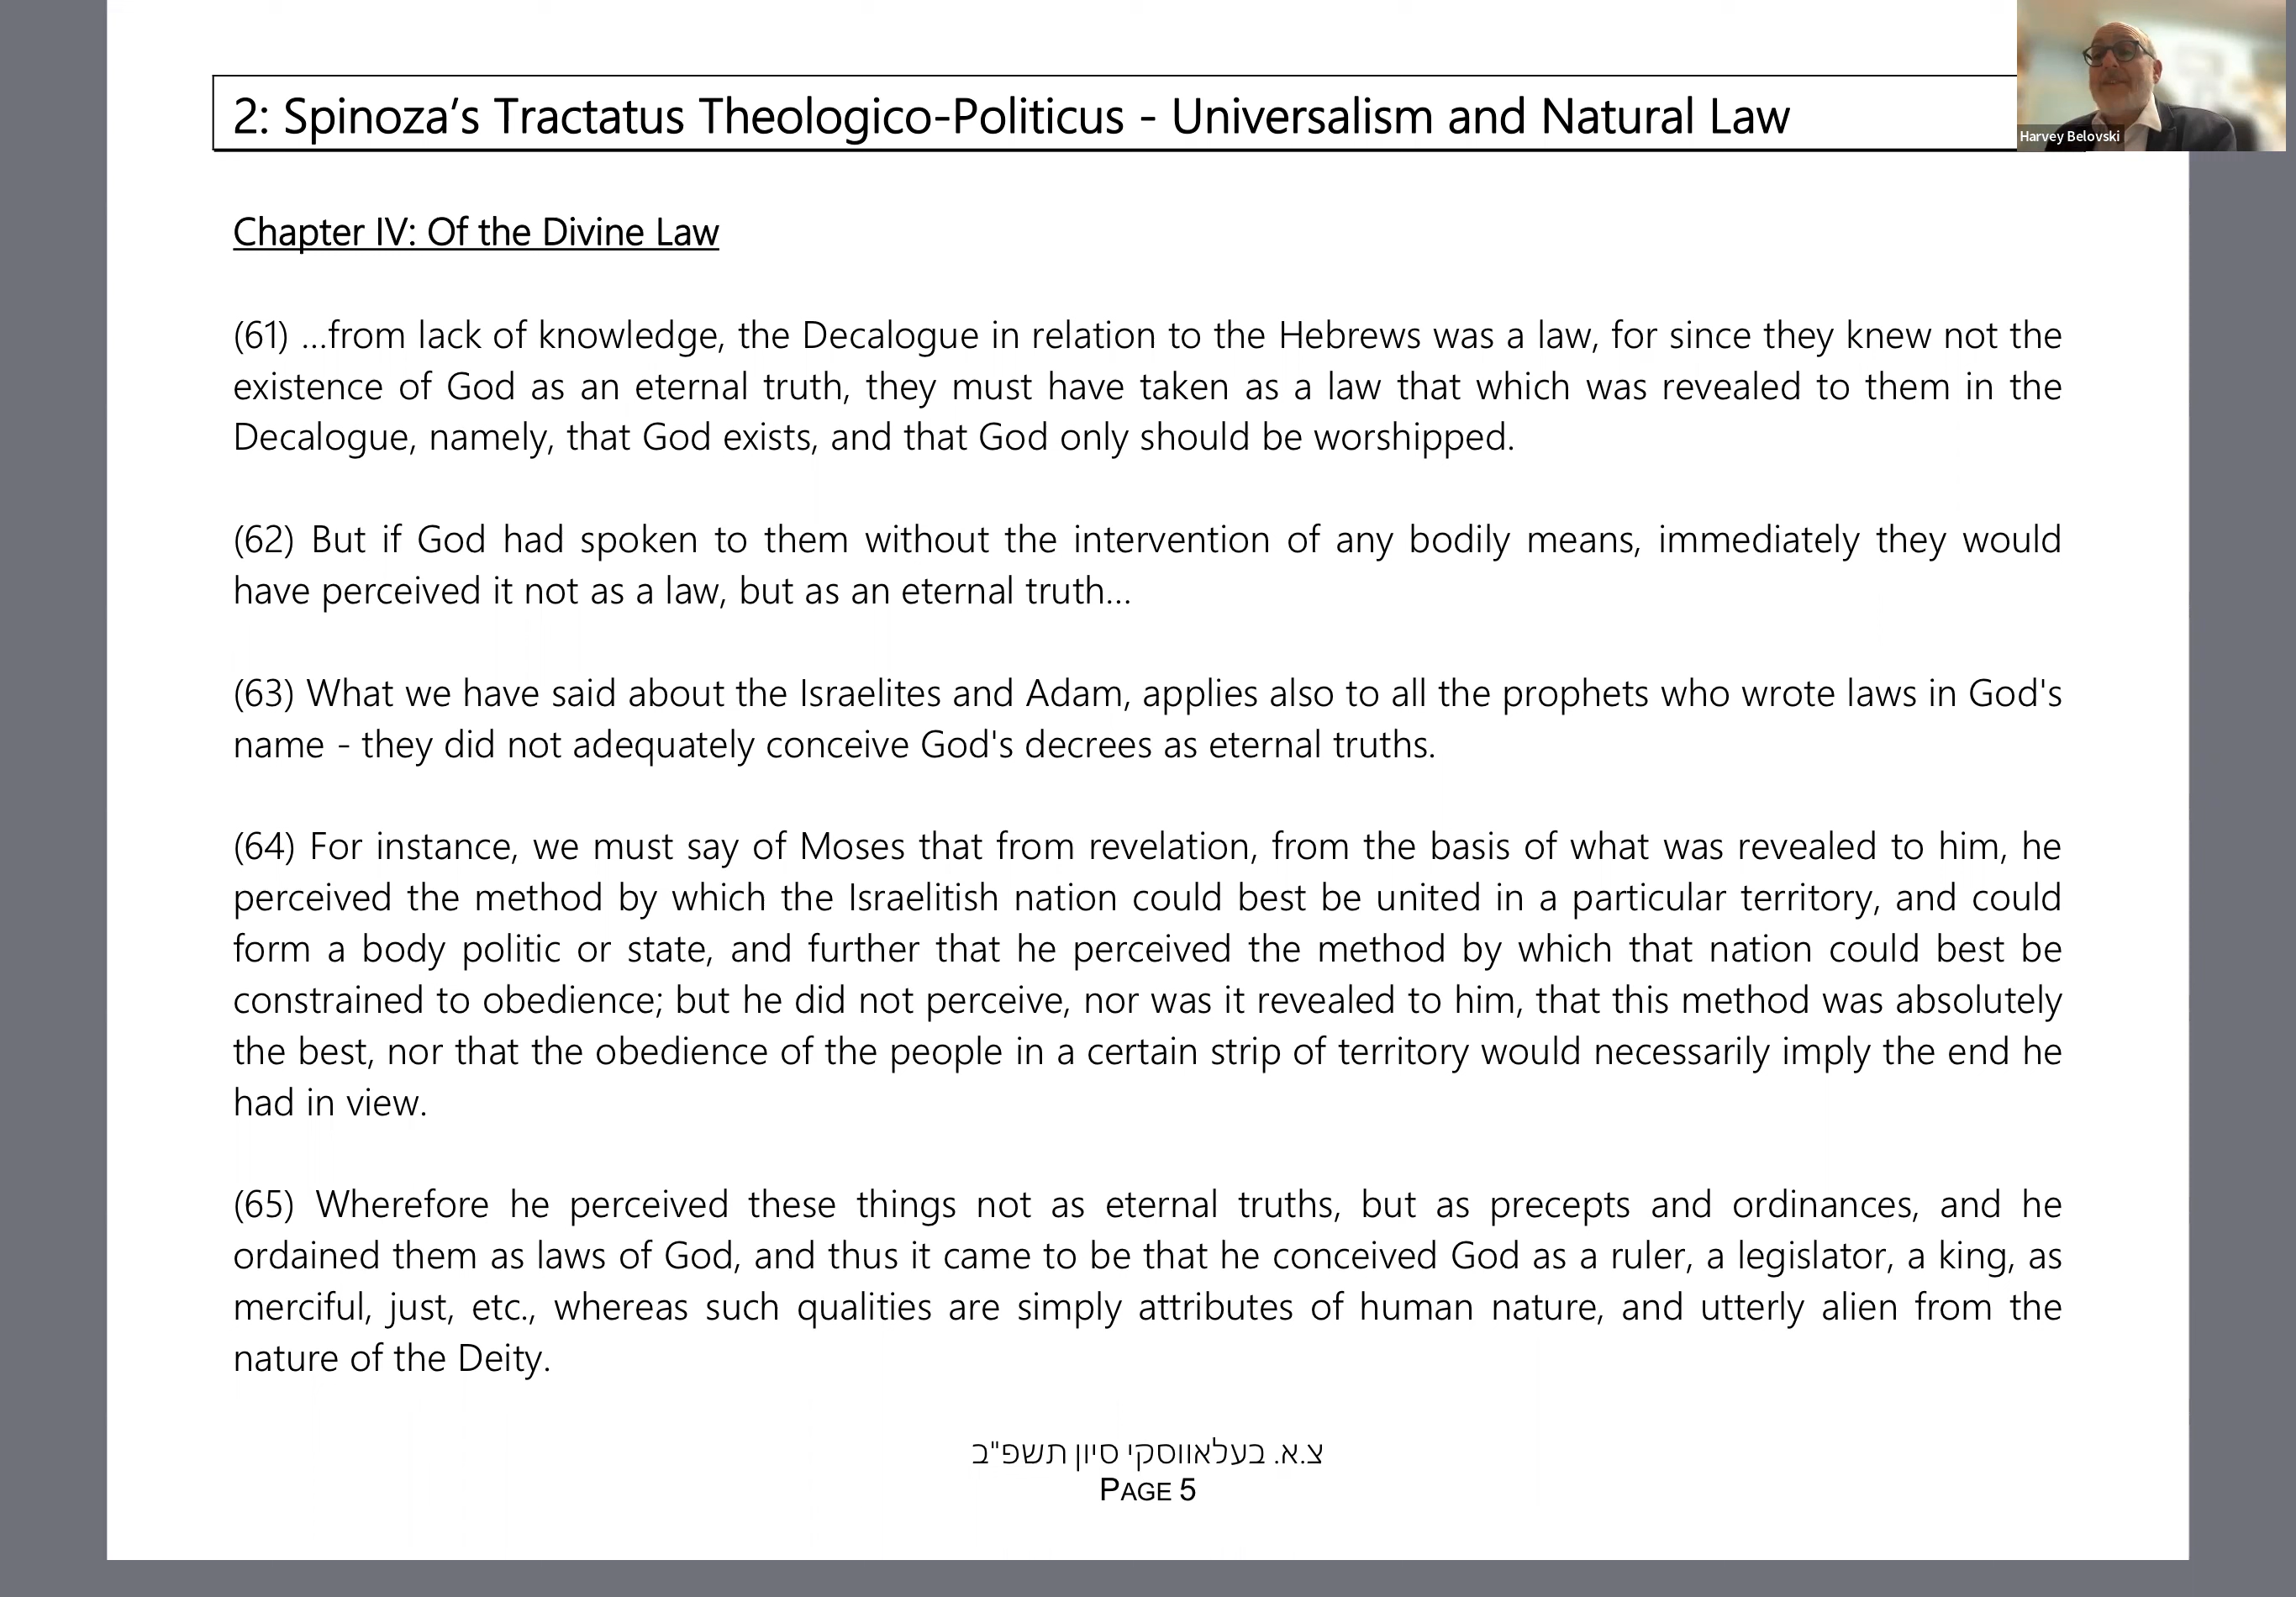 2: Spinoza’s Tractatus Theologico-Politicus - Universalism and Natural Law
Harvey Belovski
Chapter IV: Of the Divine Law
(61) ...from lack of knowledge, the Decalogue in relation to the Hebrews was a law, for since they knew not the
existence of God as an eternal truth, they must have taken as a law that which was revealed to them in the
Decalogue, namely, that God exists, and that God only should be worshipped.
(62) But if God had spoken to them without the intervention of any bodily means, immediately they would
have perceived it not as a law, but as an eternal truth...
(63) What we have said about the Israelites and Adam, applies also to all the prophets who wrote laws in God's
name - they did not adequately conceive God's decrees as eternal truths.
(64) For instance, we must say of Moses that from revelation, from the basis of what was revealed to him, he
perceived the method by which the Israelitish nation could best be united in a particular territory, and could
form a body politic or state, and further that he perceived the method by which that nation could best be
constrained to obedience; but he did not perceive, nor was it revealed to him, that this method was absolutely
the best, nor that the obedience of the people in a certain strip of territory would necessarily imply the end he
had in view.
(65) Wherefore he perceived these things not as eternal truths, but as precepts and ordinances, and he
ordained them as laws of God, and thus it came to be that he conceived God as a ruler, a legislator, a king, as
merciful, just, etc., whereas such qualities are simply attributes of human nature, and utterly alien from the
nature of the Deity.
צ.א. בעלאווסקי סיון תשפ"ב
PAGE 5